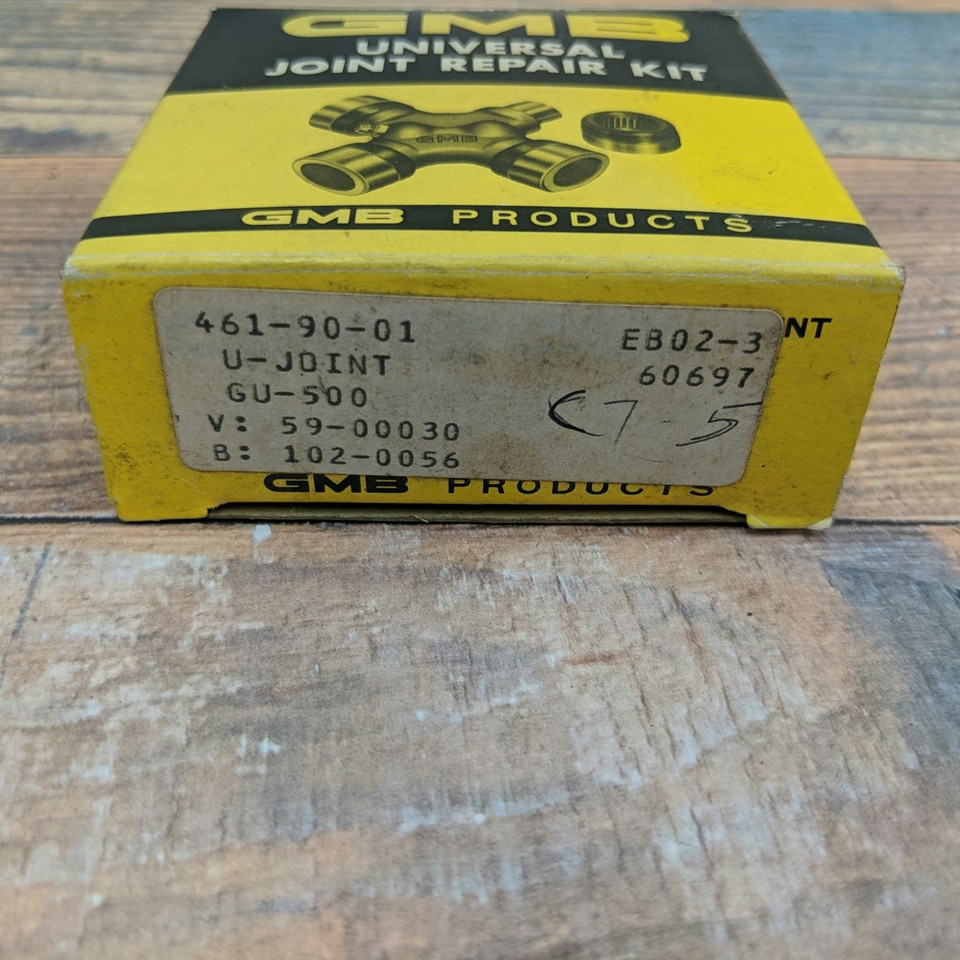 GMB
UNIVERSAL
JOINT REPAIR KIT
GMB
GMB PRODUCTS
461-90-01
EB02-3
NT
U-JOINT
60697
GU-500
V: 59-00030
B: 102-0056
GMB PRODUCTS